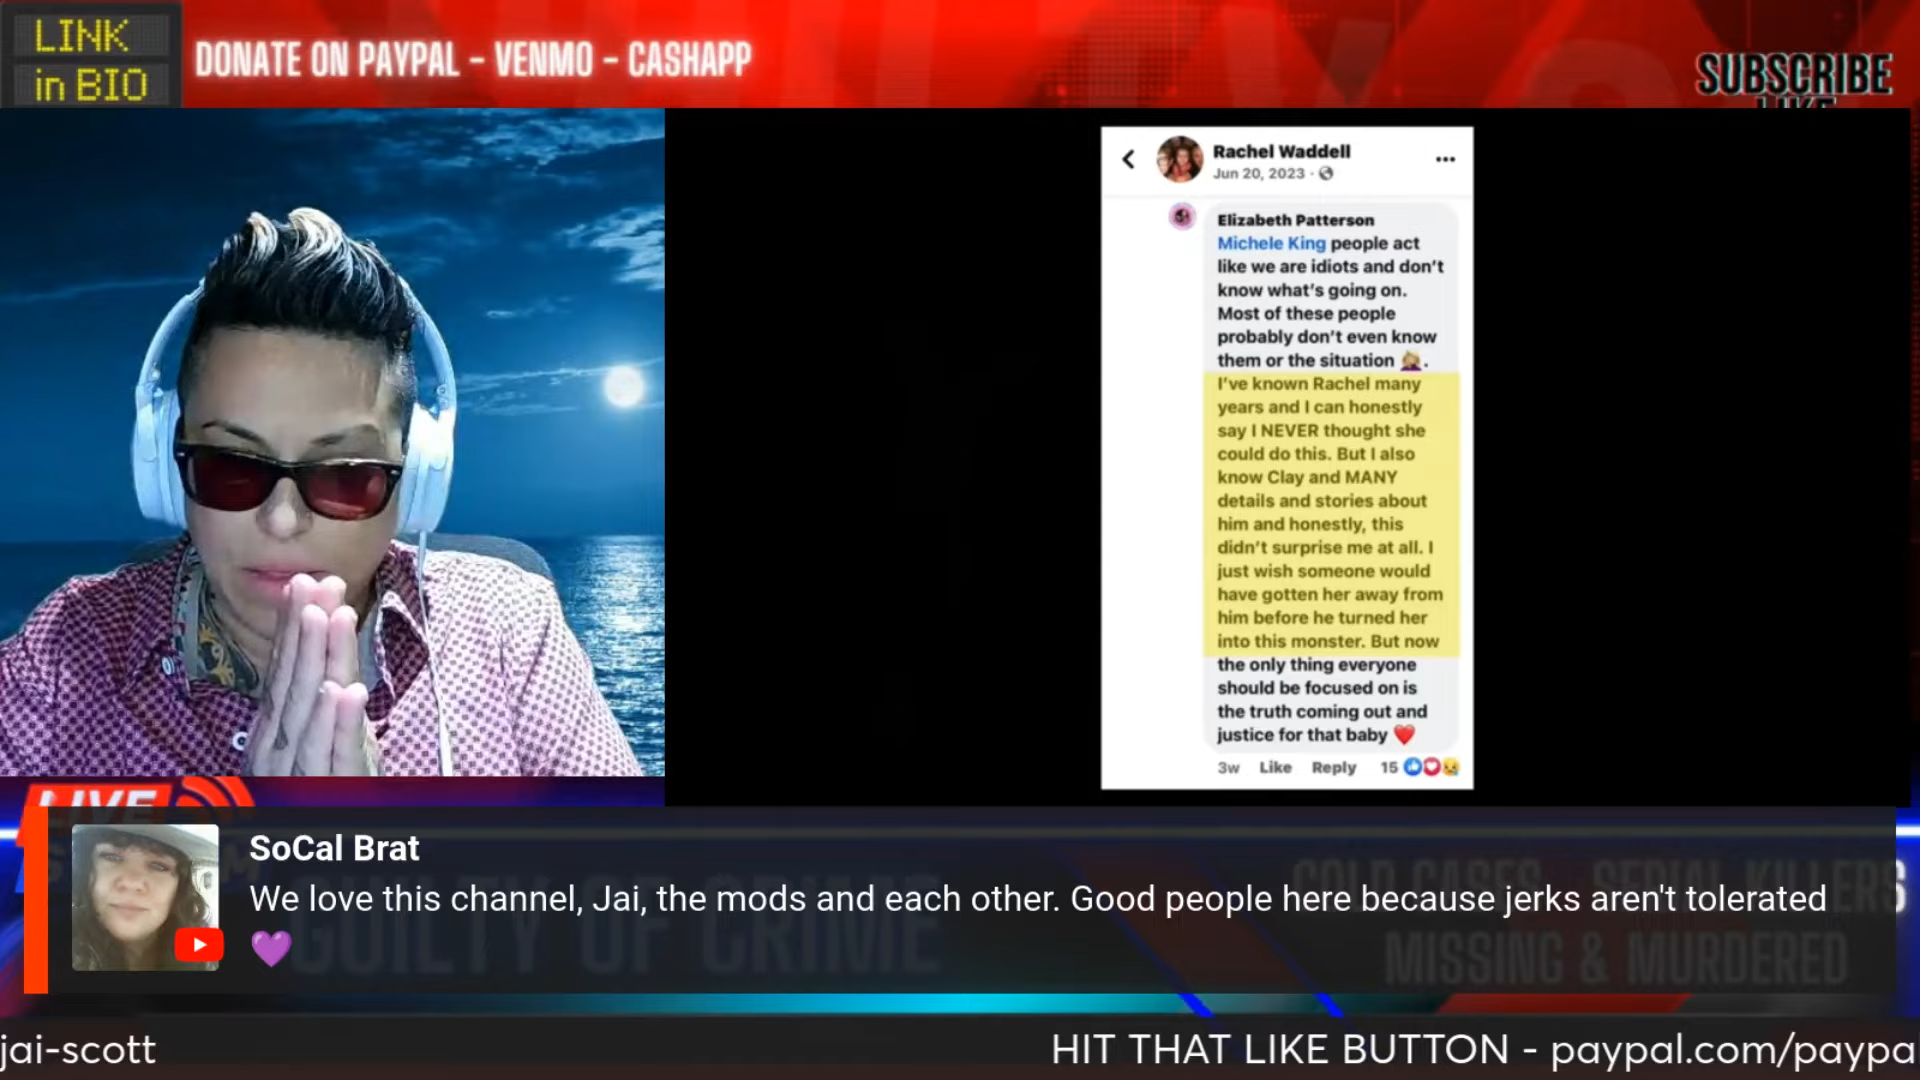 LINK
in BIO
DONATE ON PAYPAL - VENMO - CASHAPP
SUBSCRIBE
LIKE
Rachel Waddell
Jun 20, 2023 ·
Elizabeth Patterson
Michele King people act
like we are idiots and don't
know what's going on.
Most of these people
probably don't even know
them or the situation 🤦🏼‍♀️.
I've known Rachel many
years and I can honestly
say I NEVER thought she
could do this. But I also
know Clay and MANY
details and stories about
him and honestly, this
didn't surprise me at all. I
just wish someone would
have gotten her away from
him before he turned her
into this monster. But now
the only thing everyone
should be focused on is
the truth coming out and
justice for that baby ❤️
3w Like Reply 15
LIVE
SoCal Brat
We love this channel, Jai, the mods and each other. Good people here because jerks aren't tolerated
💜
GUILTY OF CRIME
COLD CASES - SERIAL KILLERS
MISSING & MURDERED
jai-scott
HIT THAT LIKE BUTTON - paypal.com/paypa